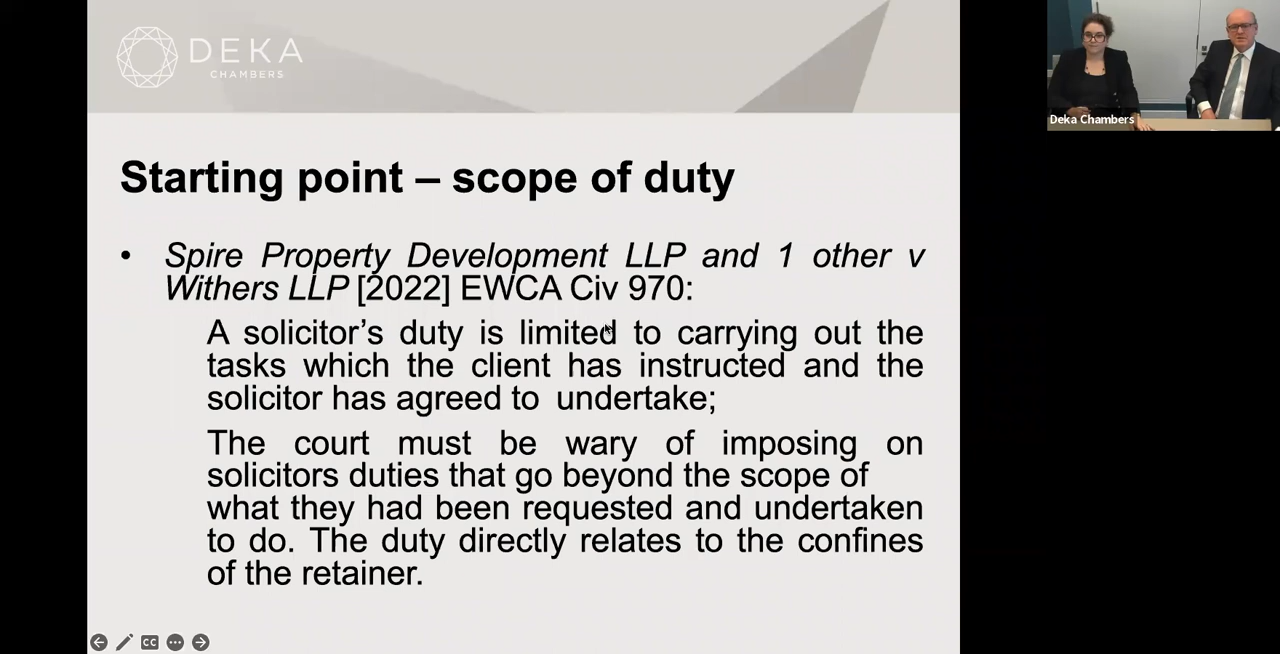 DEKA
CHAMBERS
Deka Chambers
Starting point – scope of duty
• Spire Property Development LLP and 1 other v
Withers LLP [2022] EWCA Civ 970:
A solicitor’s duty is limited to carrying out the
tasks which the client has instructed and the
solicitor has agreed to undertake;
The court must be wary of imposing on
solicitors duties that go beyond the scope of
what they had been requested and undertaken
to do. The duty directly relates to the confines
of the retainer.
CC